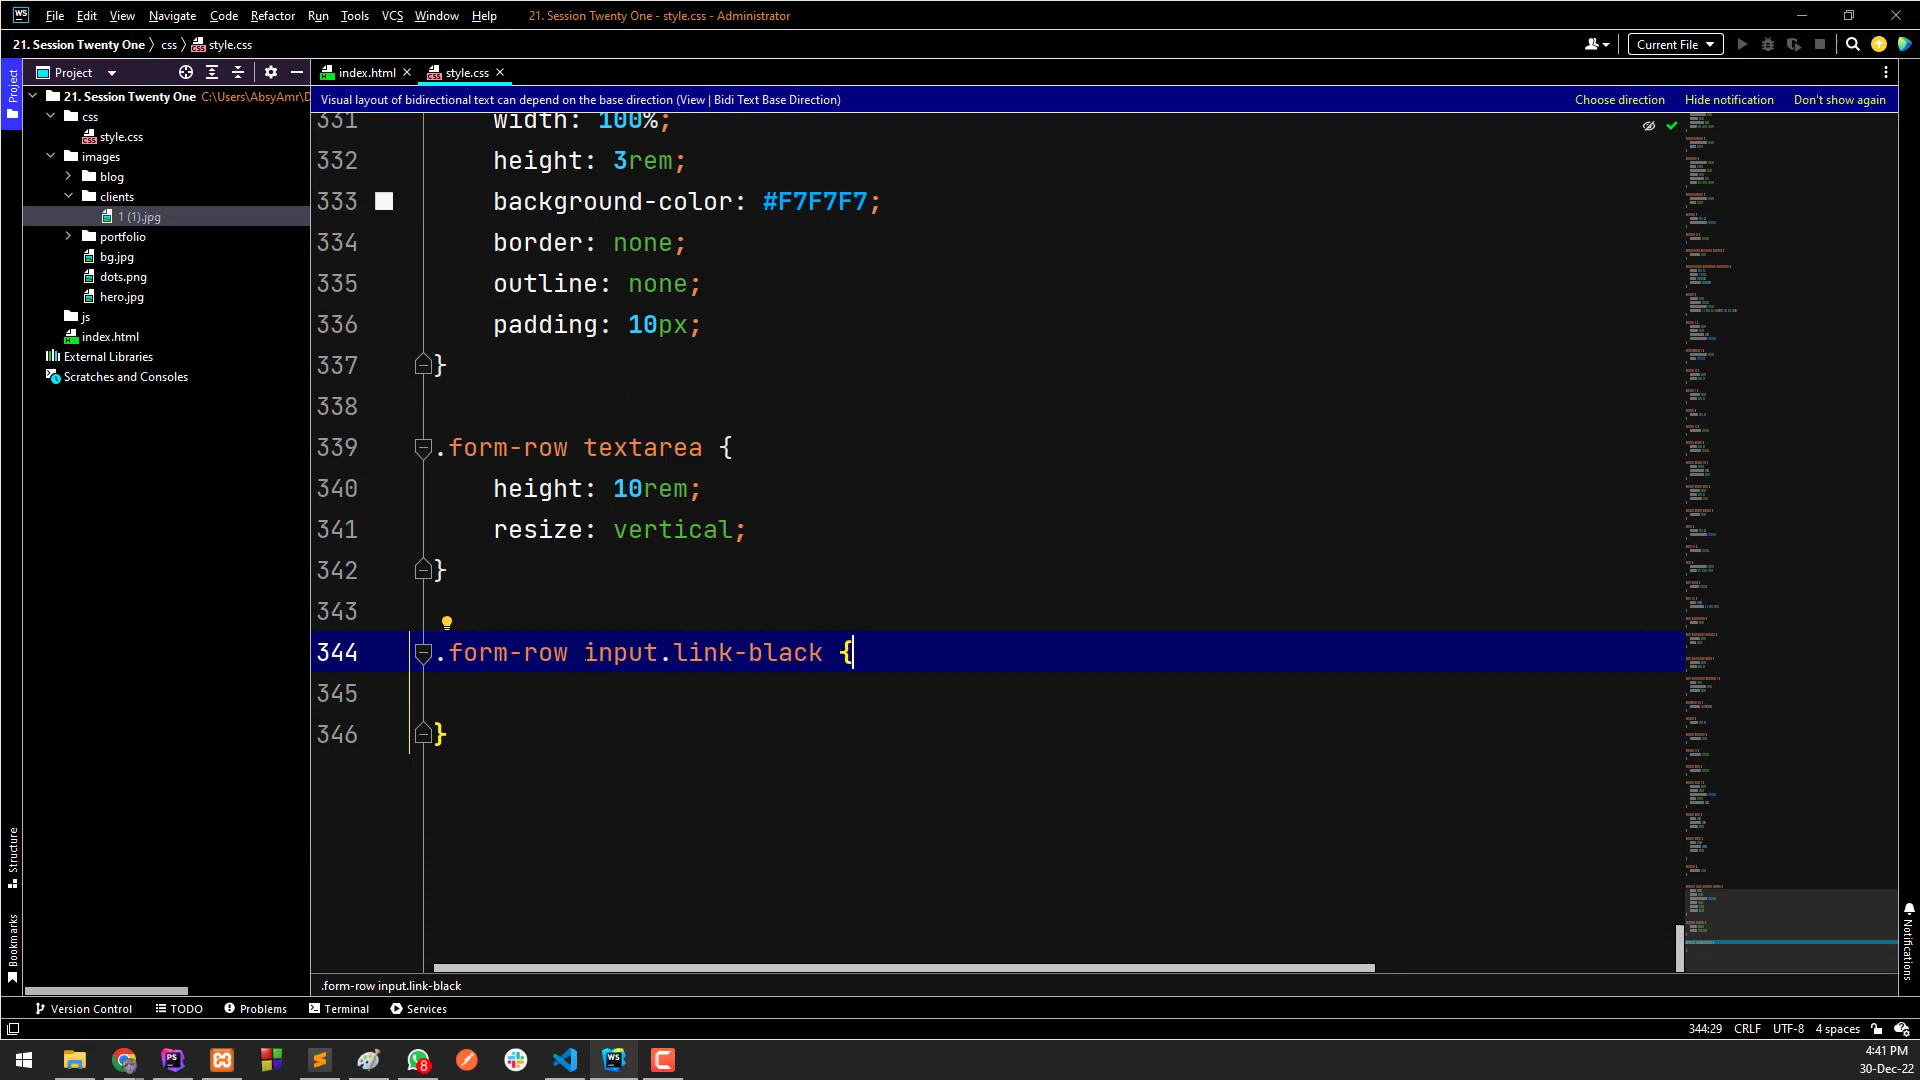 File Edit View Navigate Code Refactor Run Tools VCS Window Help 21. Session Twenty One - style.css - Administrator
21. Session Twenty One css style.css
Current File
Project
index.html
style.css
Visual layout of bidirectional text can depend on the base direction (View | Bidi Text Base Direction)
Choose direction Hide notification Don't show again
Project
21. Session Twenty One C:\Users\AbsyAmr\D
css
style.css
images
blog
clients
1 (1).jpg
portfolio
bg.jpg
dots.png
hero.jpg
js
index.html
External Libraries
Scratches and Consoles
331 width: 100%;
332 height: 3rem;
333 background-color: #F7F7F7;
334 border: none;
335 outline: none;
336 padding: 10px;
337 }
338
339 .form-row textarea {
340 height: 10rem;
341 resize: vertical;
342 }
343
344 .form-row input.link-black {
345
346 }
Structure
Bookmarks
Notifications
.form-row input.link-black
Version Control TODO Problems Terminal Services
344:29 CRLF UTF-8 4 spaces
8
4:41 PM
30-Dec-22